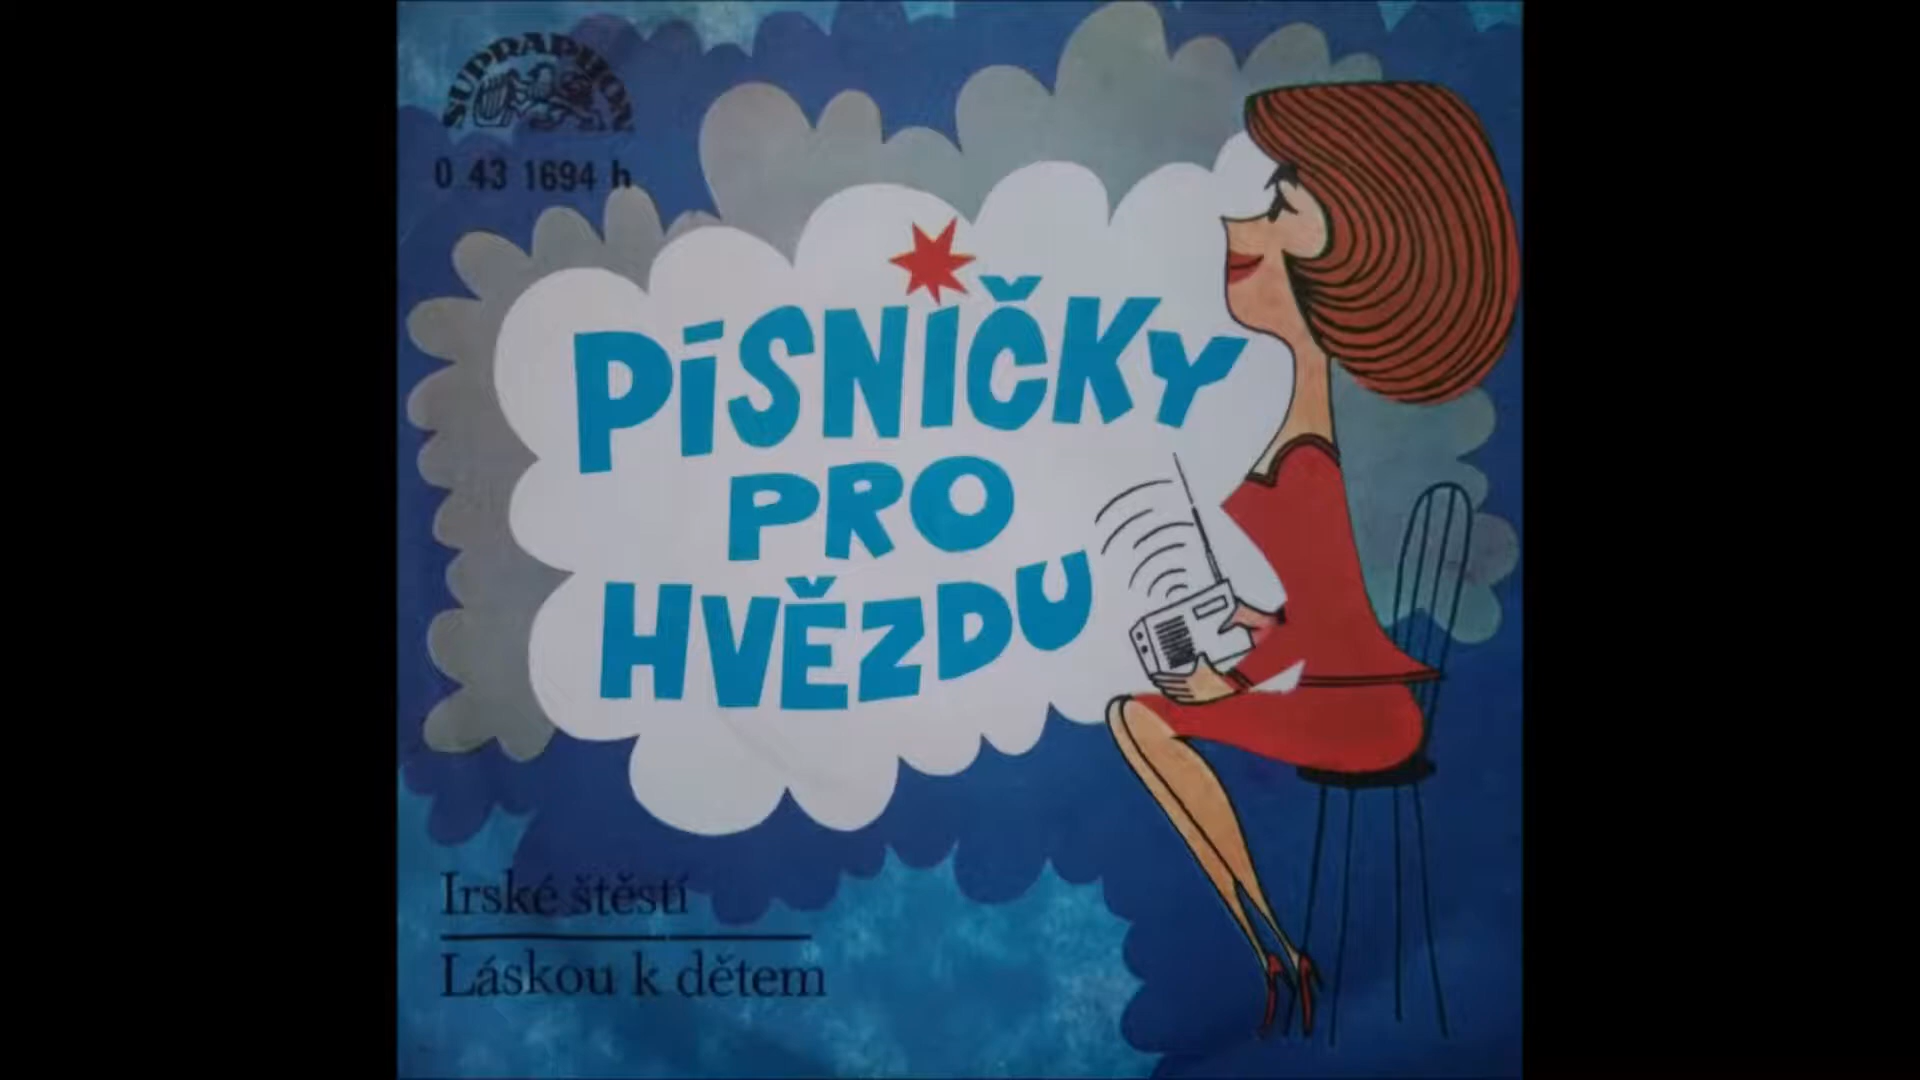 SUPRAPHON
0 43 1694 h
PÍSNIČKY
PRO
HVĚZDU
Irské štěstí
Láskou k dětem